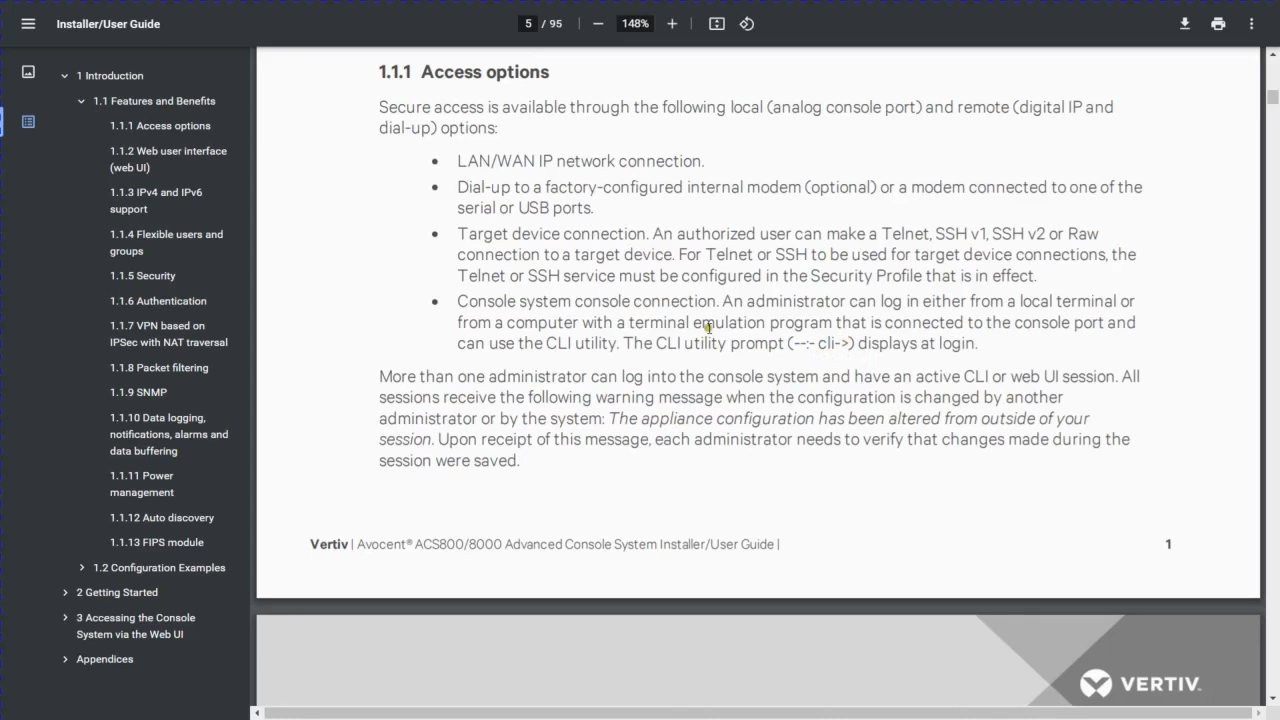 Installer/User Guide
5 / 95
148%
1 Introduction
1.1 Features and Benefits
1.1.1 Access options
1.1.2 Web user interface
(web UI)
1.1.3 IPv4 and IPv6
support
1.1.4 Flexible users and
groups
1.1.5 Security
1.1.6 Authentication
1.1.7 VPN based on
IPSec with NAT traversal
1.1.8 Packet filtering
1.1.9 SNMP
1.1.10 Data logging,
notifications, alarms and
data buffering
1.1.11 Power
management
1.1.12 Auto discovery
1.1.13 FIPS module
1.2 Configuration Examples
2 Getting Started
3 Accessing the Console
System via the Web UI
Appendices
1.1.1 Access options
Secure access is available through the following local (analog console port) and remote (digital IP and
dial-up) options:
• LAN/WAN IP network connection.
• Dial-up to a factory-configured internal modem (optional) or a modem connected to one of the
serial or USB ports.
• Target device connection. An authorized user can make a Telnet, SSH v1, SSH v2 or Raw
connection to a target device. For Telnet or SSH to be used for target device connections, the
Telnet or SSH service must be configured in the Security Profile that is in effect.
• Console system console connection. An administrator can log in either from a local terminal or
from a computer with a terminal emulation program that is connected to the console port and
can use the CLI utility. The CLI utility prompt (--:- cli->) displays at login.
More than one administrator can log into the console system and have an active CLI or web UI session. All
sessions receive the following warning message when the configuration is changed by another
administrator or by the system: The appliance configuration has been altered from outside of your
session. Upon receipt of this message, each administrator needs to verify that changes made during the
session were saved.
Vertiv | Avocent® ACS800/8000 Advanced Console System Installer/User Guide | 1
VERTIV.